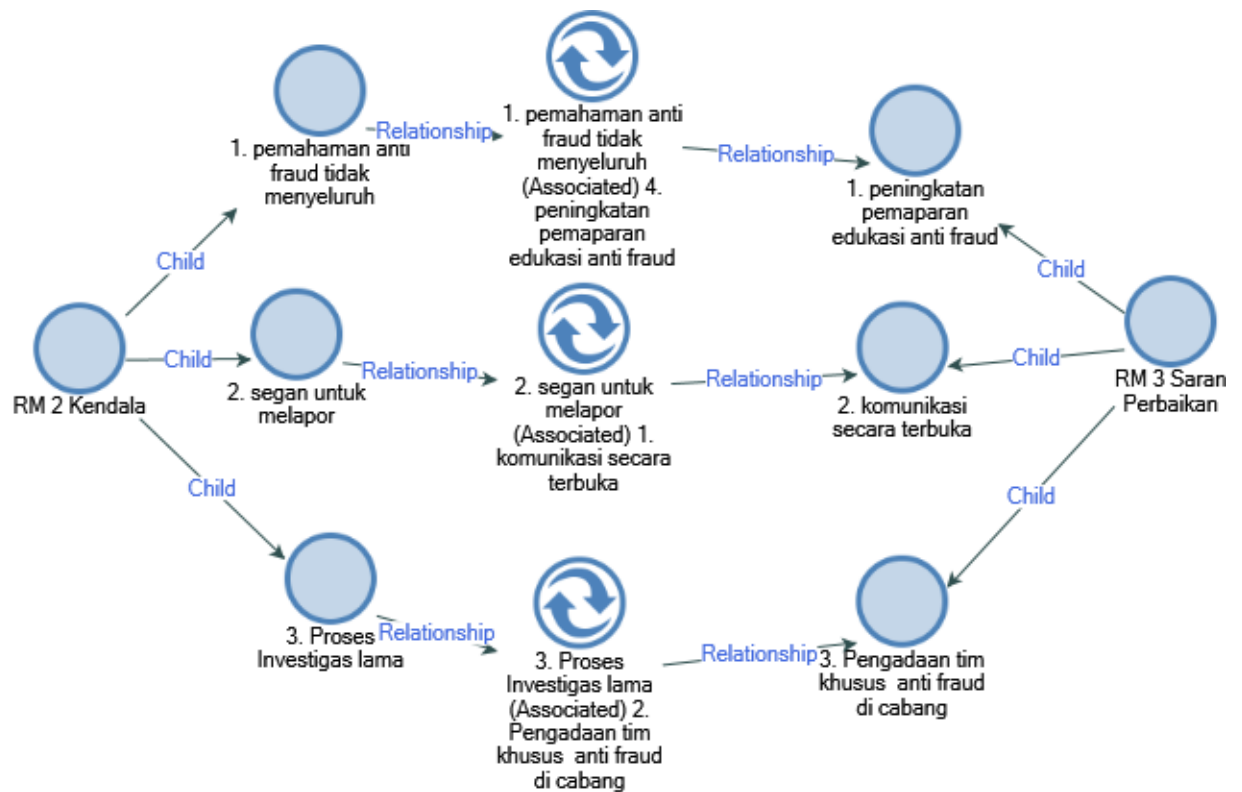 1. pemahaman anti
fraud tidak
menyeluruh
Relationship
1. pemahaman anti
fraud tidak
menyeluruh
(Associated) 4.
peningkatan
pemaparan
edukasi anti fraud
Relationship
1. peningkatan
pemaparan
edukasi anti fraud
Child
Child
RM 2 Kendala
Child
2. segan untuk
melapor
Relationship
2. segan untuk
melapor
(Associated) 1.
komunikasi secara
terbuka
Relationship
2. komunikasi
secara terbuka
Child
RM 3 Saran
Perbaikan
Child
Child
3. Proses
Investigas lama
Relationship
3. Proses
Investigas lama
(Associated) 2.
Pengadaan tim
khusus  anti fraud
di cabang
Relationship
3. Pengadaan tim
khusus  anti fraud
di cabang